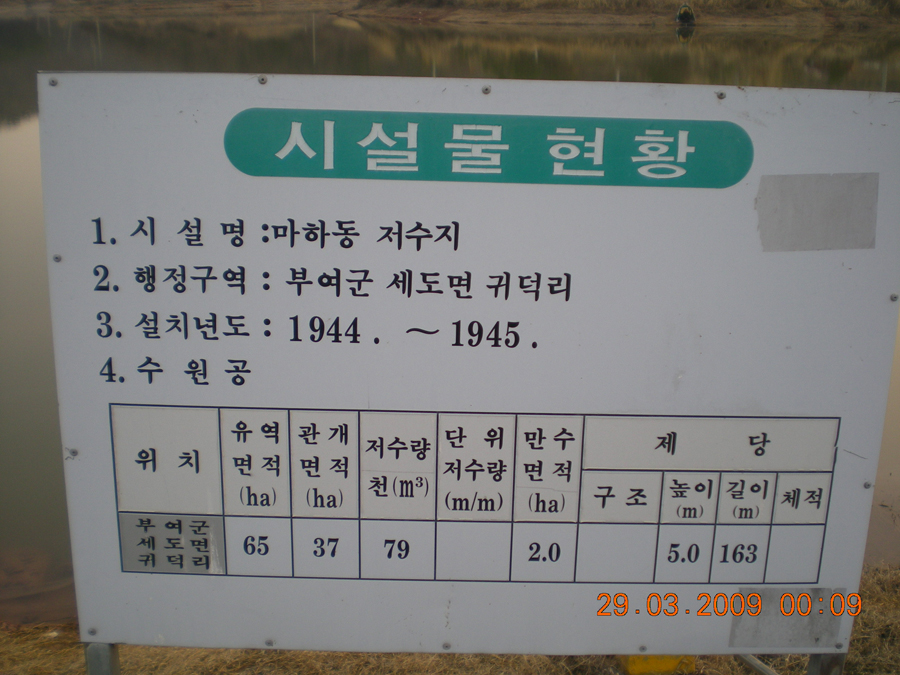 시설물 현황
1. 시 설 명 :마하동 저수지
2. 행정구역 : 부여군 세도면 귀덕리
3. 설치년도 : 1944 . ～ 1945 .
4. 수 원 공
위 치
유 역
면 적
(ha)
관 개
면 적
(ha)
저수량
천(m³)
단 위
저수량
(m/m)
만 수
면 적
(ha)
제 당
구 조
높이
(m)
길이
(m)
체적
부 여 군
세 도 면
귀 덕 리
65
37
79
2.0
5.0
163
29.03.2009 00:09